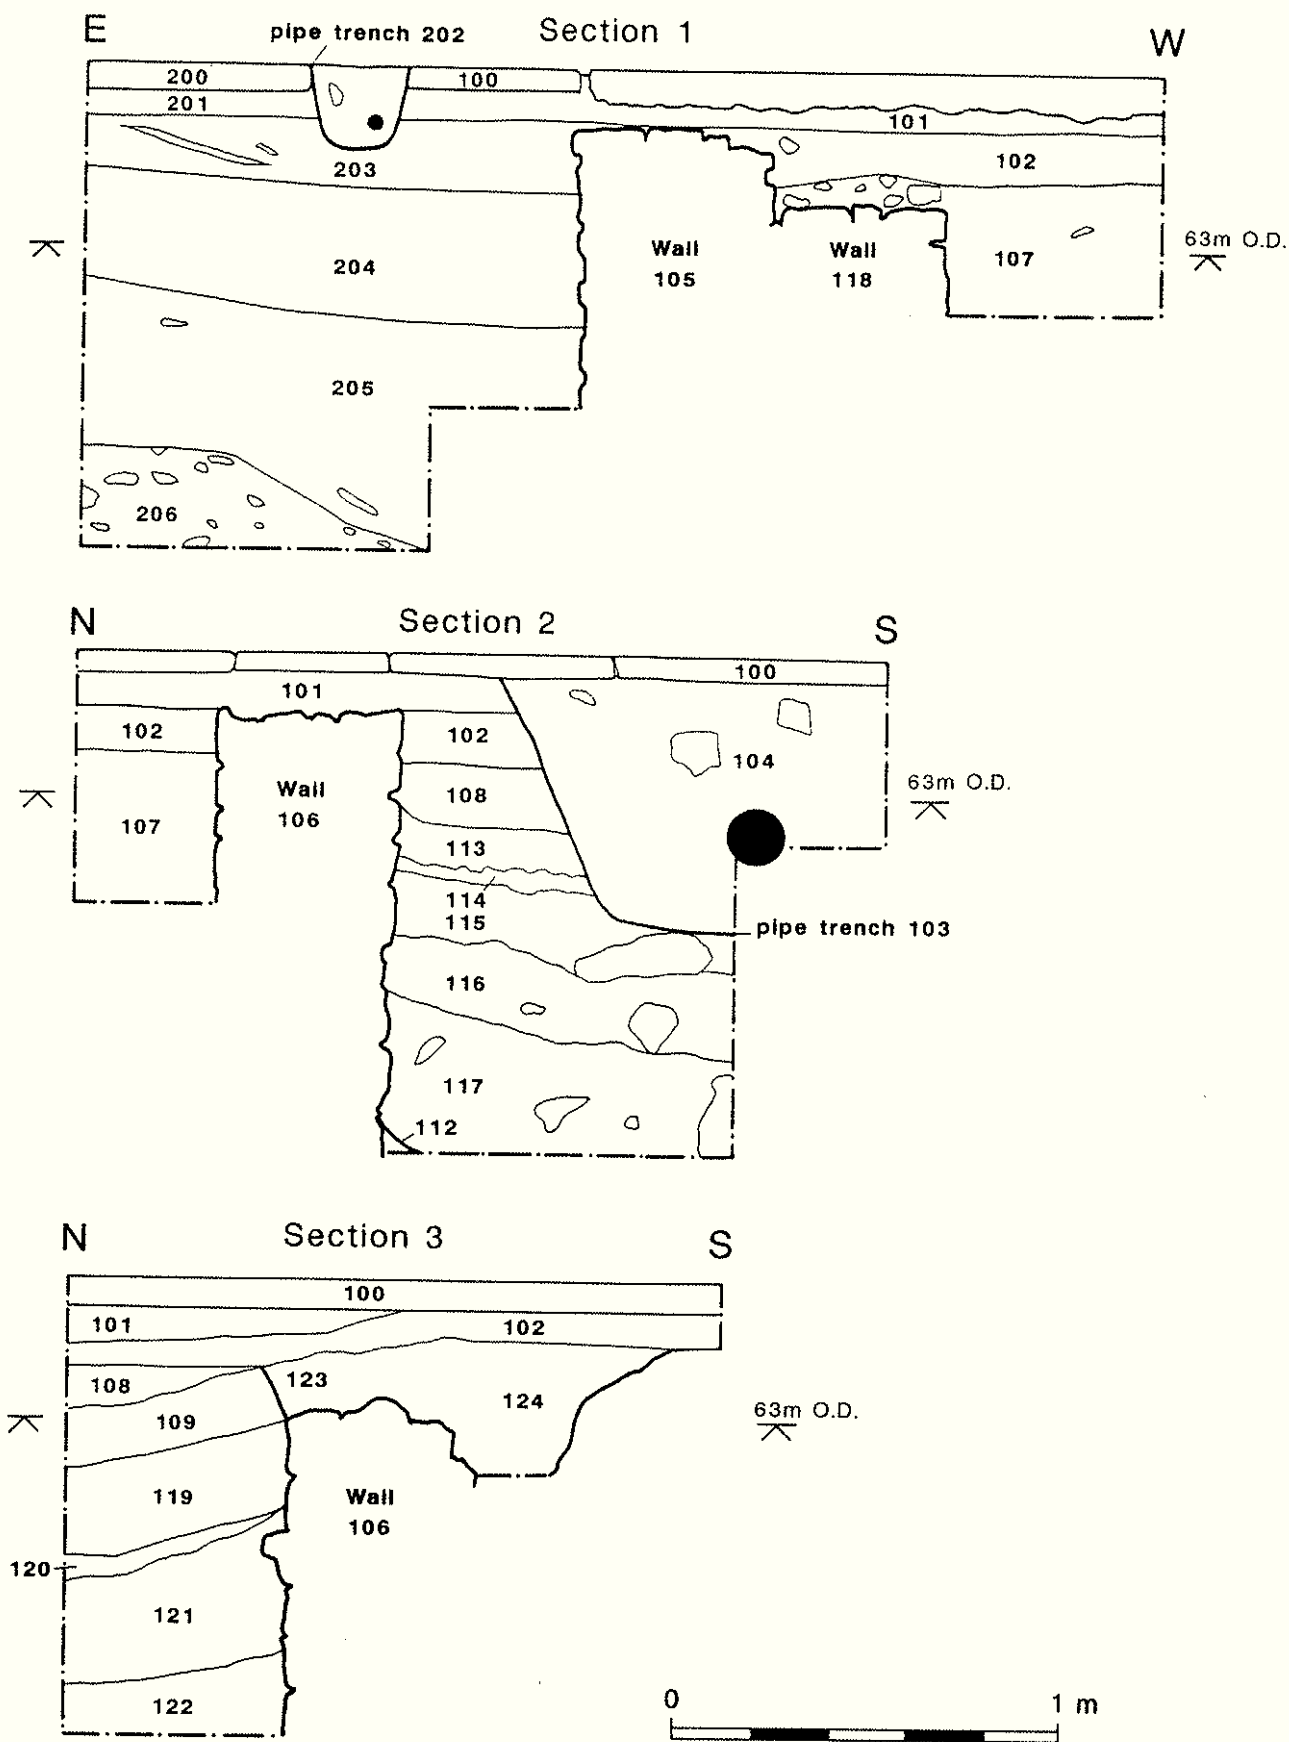 E
pipe trench 202
Section 1
W
200
100
201
101
203
102
204
Wall
105
Wall
118
107
63m O.D.
205
206
N
Section 2
S
100
101
102
102
104
Wall
106
108
107
63m O.D.
113
114
115
pipe trench 103
116
117
112
N
Section 3
S
100
101
102
108
123
124
109
63m O.D.
119
Wall
106
120
121
122
0
1 m